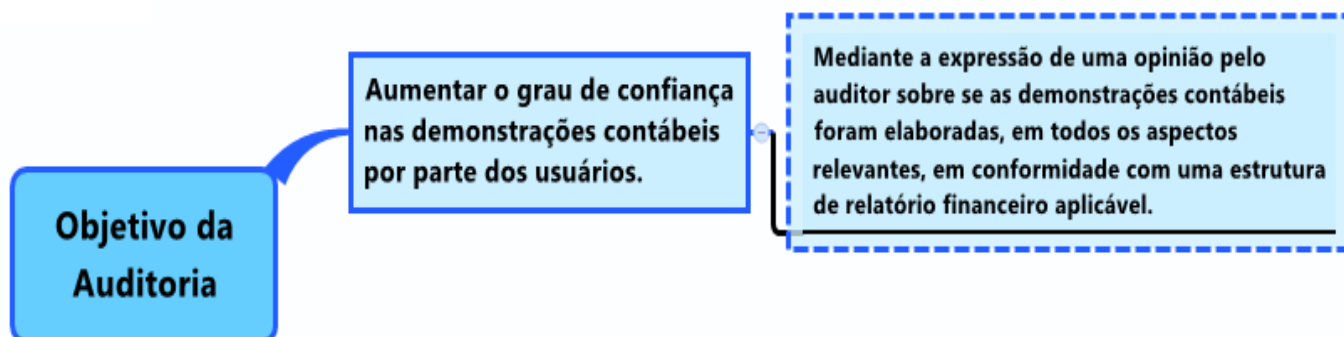 Objetivo da
Auditoria
Aumentar o grau de confiança
nas demonstrações contábeis
por parte dos usuários.
Mediante a expressão de uma opinião pelo
auditor sobre se as demonstrações contábeis
foram elaboradas, em todos os aspectos
relevantes, em conformidade com uma estrutura
de relatório financeiro aplicável.